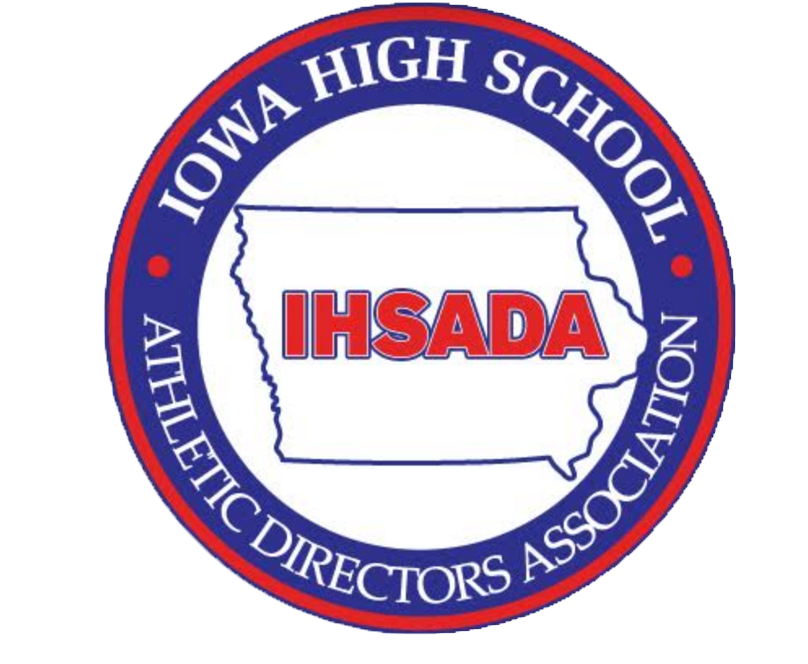 IOWA HIGH SCHOOL
IHSADA
ATHLETIC DIRECTORS ASSOCIATION